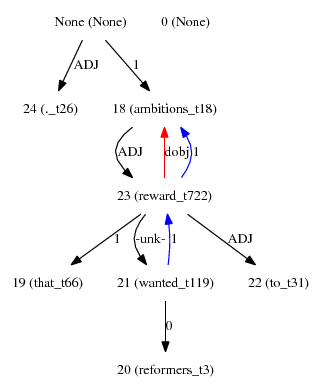 None (None) 0 (None)
ADJ 1
24 (._t26) 18 (ambitions_t18)
ADJ dobj 1
23 (reward_t722)
1 -unk- 1 ADJ
19 (that_t66) 21 (wanted_t119) 22 (to_t31)
0
20 (reformers_t3)